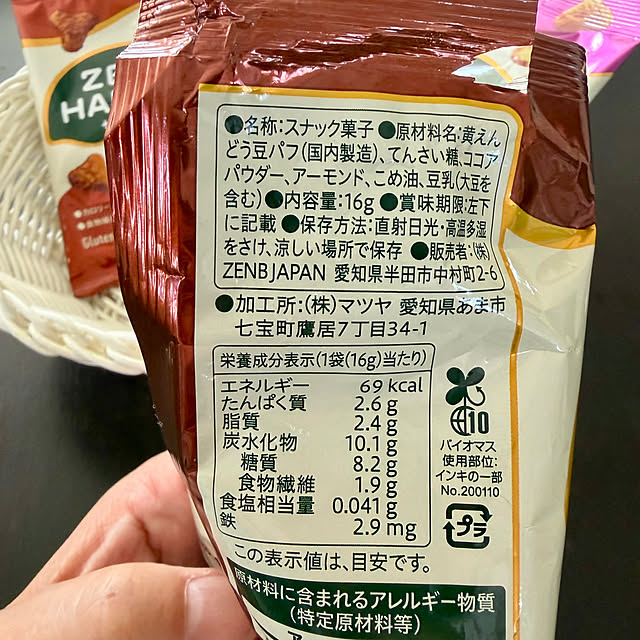 ZE
HA
Glute
●名称:スナック菓子●原材料名:黄えん
どう豆パフ(国内製造)、てんさい糖、ココア
パウダー、アーモンド、こめ油、豆乳(大豆を
含む)●内容量:16g●賞味期限:左下
に記載●保存方法:直射日光・高温多湿
をさけ、涼しい場所で保存●販売者:(株)
ZENB JAPAN 愛知県半田市中村町2-6
●加工所:(株)マツヤ 愛知県あま市
七宝町鷹居7丁目34-1
栄養成分表示(1袋(16g)当たり)
エネルギー 69 kcal
たんぱく質 2.6 g
脂質 2.4 g
炭水化物 10.1 g
糖質 8.2 g
食物繊維 1.9 g
食塩相当量 0.041 g
鉄 2.9 mg
この表示値は、目安です。
10
バイオマス
使用部位:
インキの一部
No.200110
プラ
原材料に含まれるアレルギー物質
(特定原材料等)